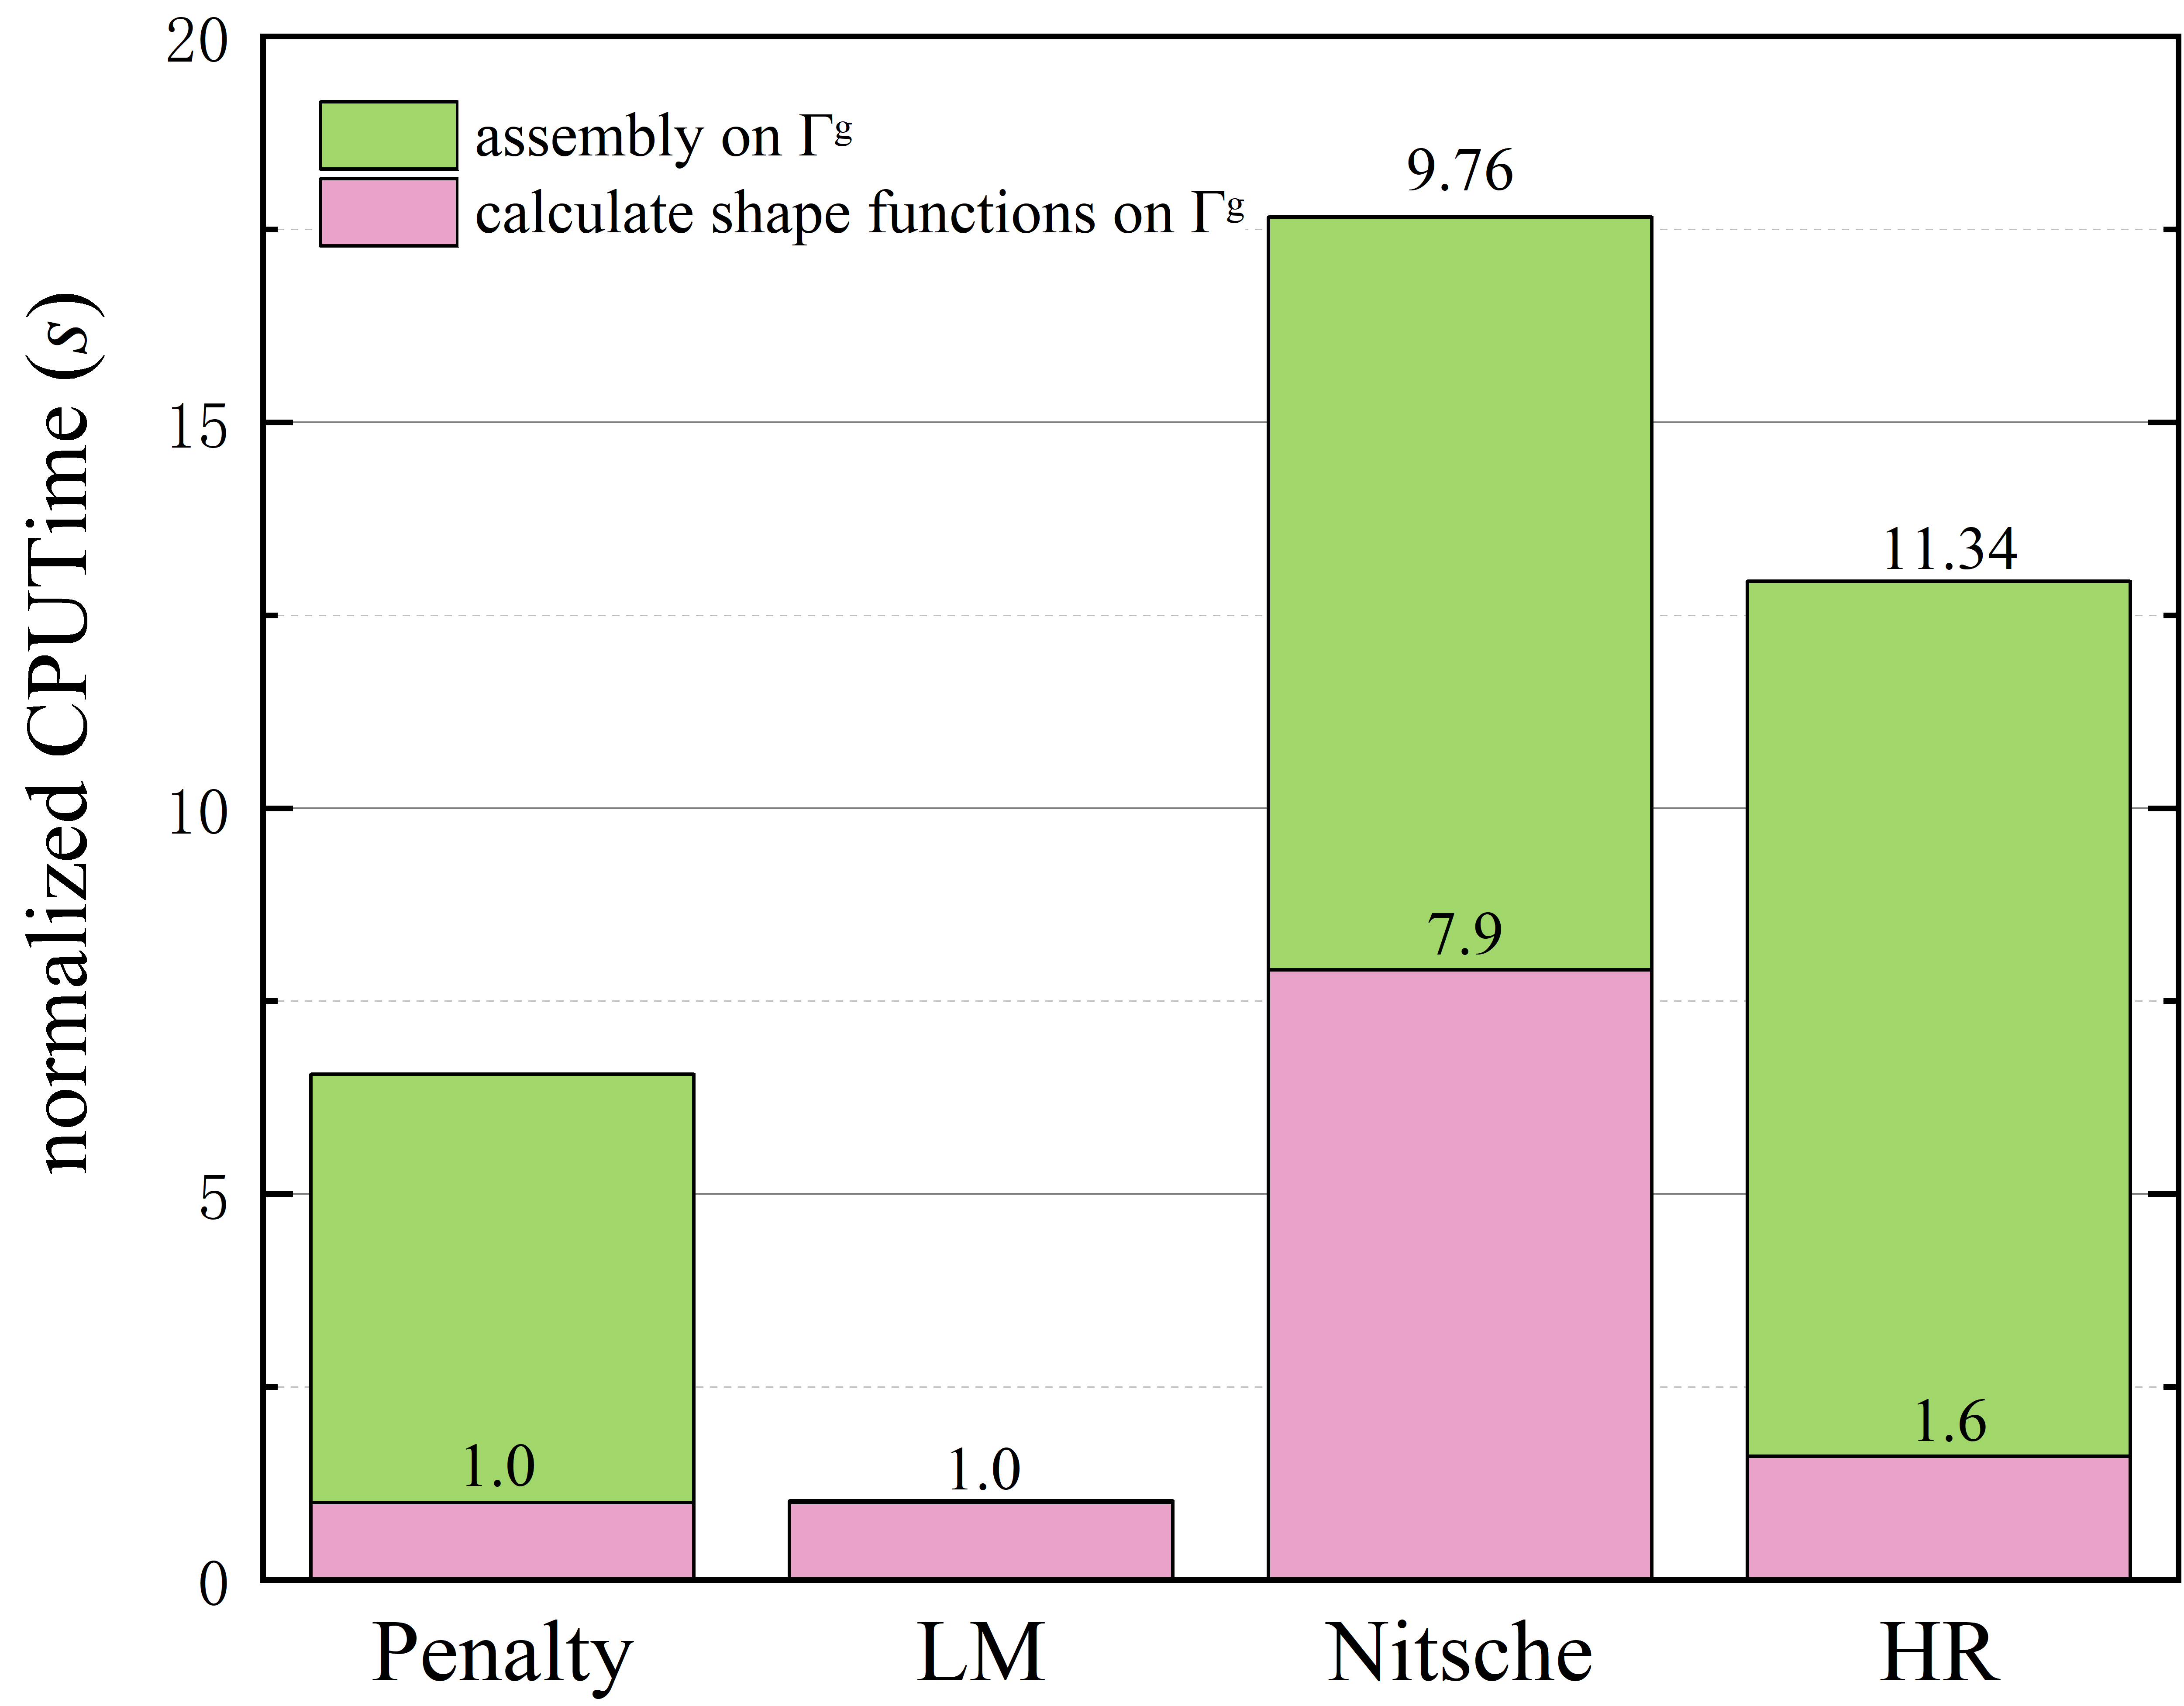 20
15
10
5
0
normalized CPUTime (s)
assembly on Γᵍ
calculate shape functions on Γᵍ
9.76
11.34
7.9
1.0
1.0
1.6
Penalty
LM
Nitsche
HR